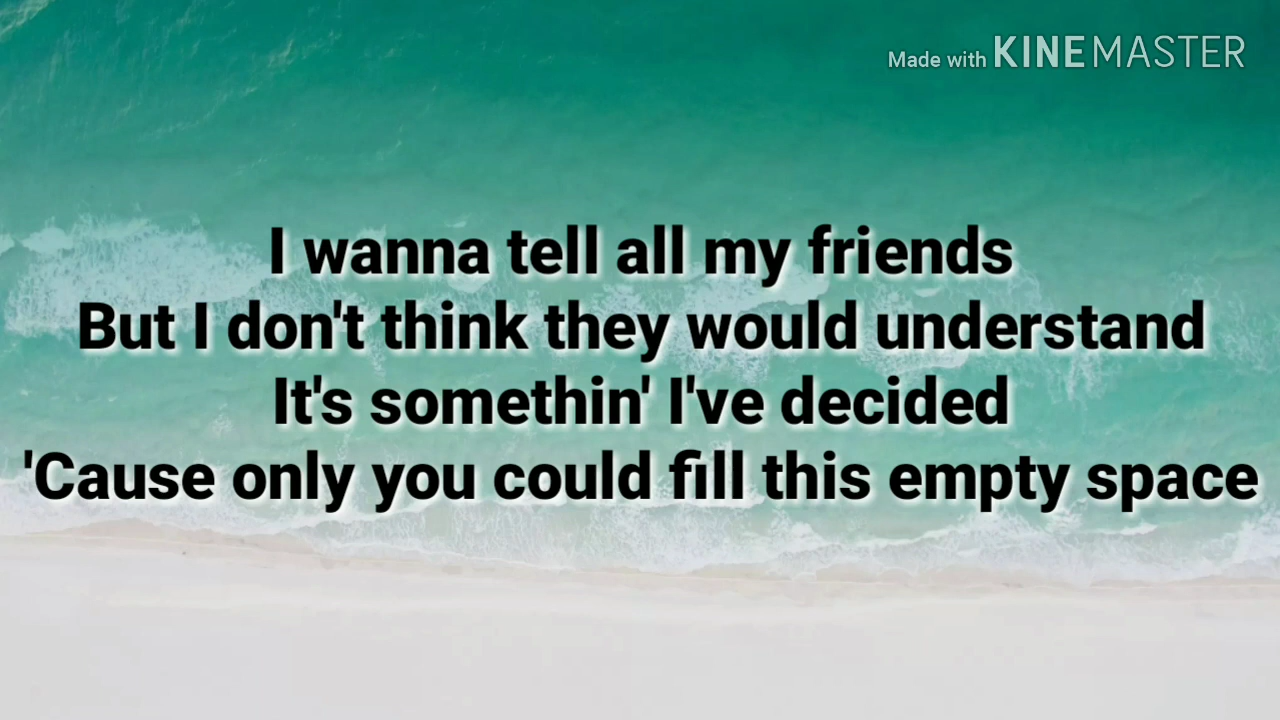 Made with KINEMASTER
I wanna tell all my friends
But I don't think they would understand
It's somethin' I've decided
'Cause only you could fill this empty space